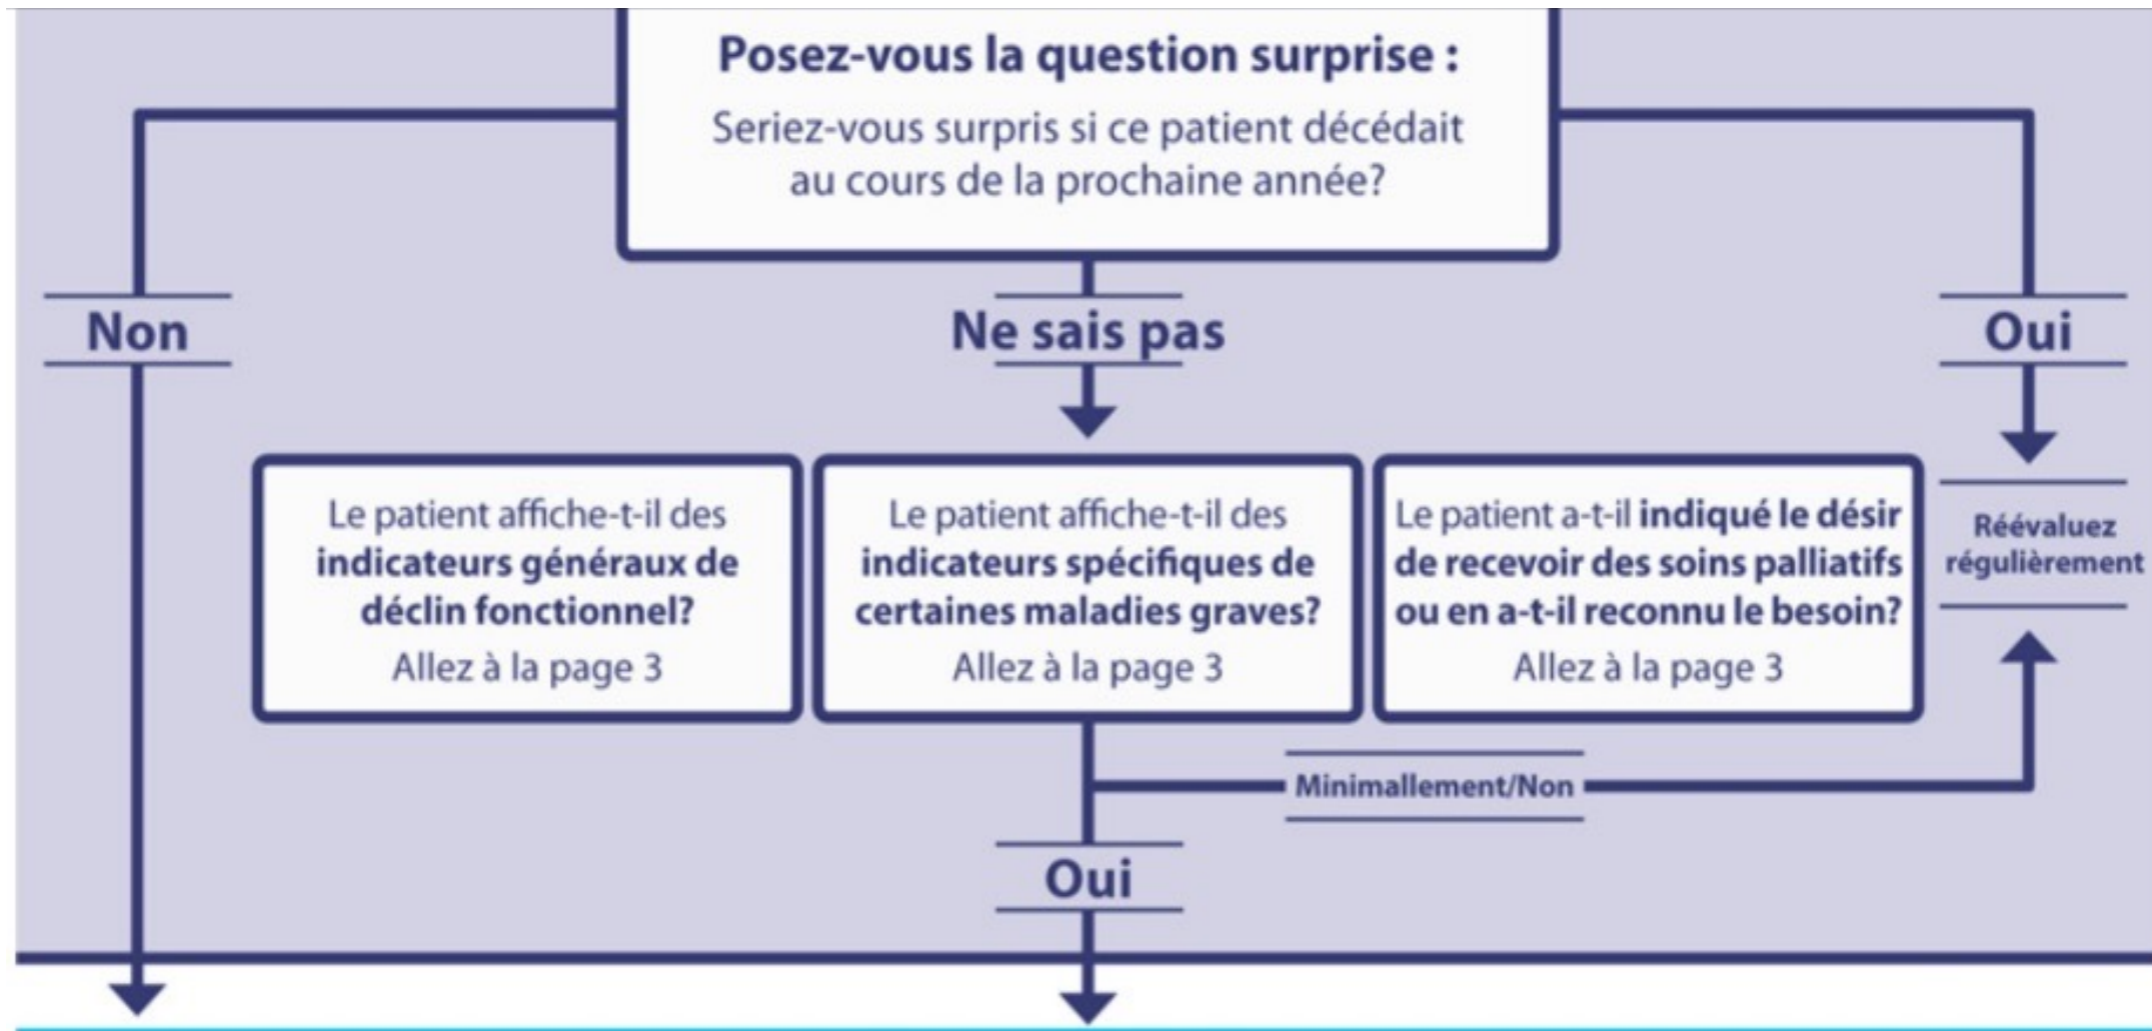 Posez-vous la question surprise :
Seriez-vous surpris si ce patient décédait
au cours de la prochaine année?
Non
Ne sais pas
Oui
Le patient affiche-t-il des
indicateurs généraux de
déclin fonctionnel?
Allez à la page 3
Le patient affiche-t-il des
indicateurs spécifiques de
certaines maladies graves?
Allez à la page 3
Le patient a-t-il indiqué le désir
de recevoir des soins palliatifs
ou en a-t-il reconnu le besoin?
Allez à la page 3
Réévaluez
régulièrement
Minimallement/Non
Oui